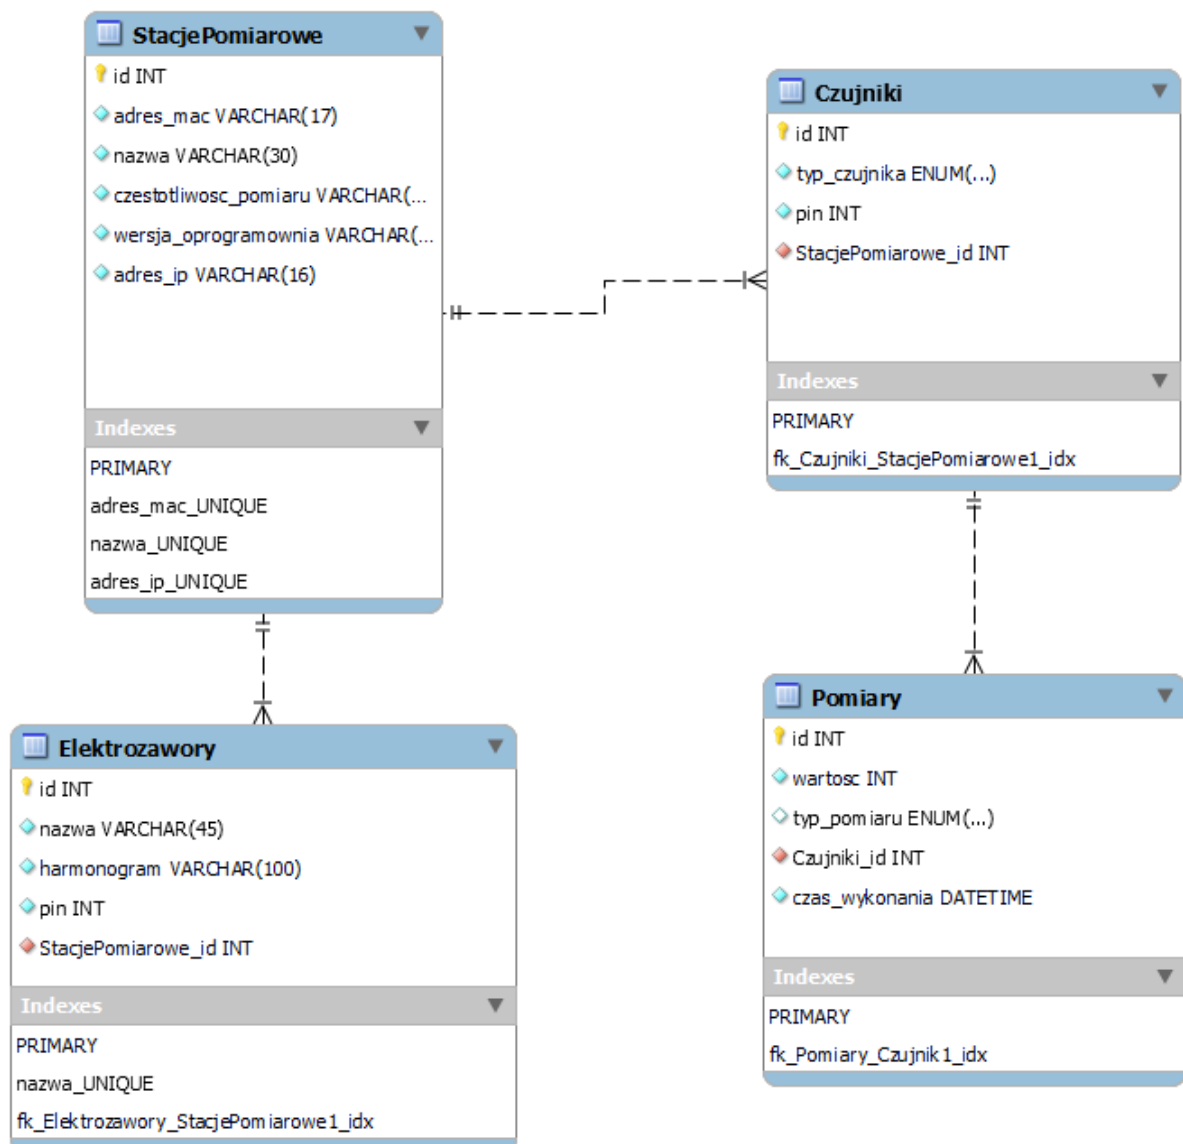 StacjePomiarowe
id INT
adres_mac VARCHAR(17)
nazwa VARCHAR(30)
czestotliwosc_pomiaru VARCHAR(...
wersja_oprogramownia VARCHAR(...
adres_ip VARCHAR(16)
Indexes
PRIMARY
adres_mac_UNIQUE
nazwa_UNIQUE
adres_ip_UNIQUE
Czujniki
id INT
typ_czujnika ENUM(...)
pin INT
StacjePomiarowe_id INT
Indexes
PRIMARY
fk_Czujniki_StacjePomiarowe1_idx
Elektrozawory
id INT
nazwa VARCHAR(45)
harmonogram VARCHAR(100)
pin INT
StacjePomiarowe_id INT
Indexes
PRIMARY
nazwa_UNIQUE
fk_Elektrozawory_StacjePomiarowe1_idx
Pomiary
id INT
wartosc INT
typ_pomiaru ENUM(...)
Czujniki_id INT
czas_wykonania DATETIME
Indexes
PRIMARY
fk_Pomiary_Czujnik1_idx